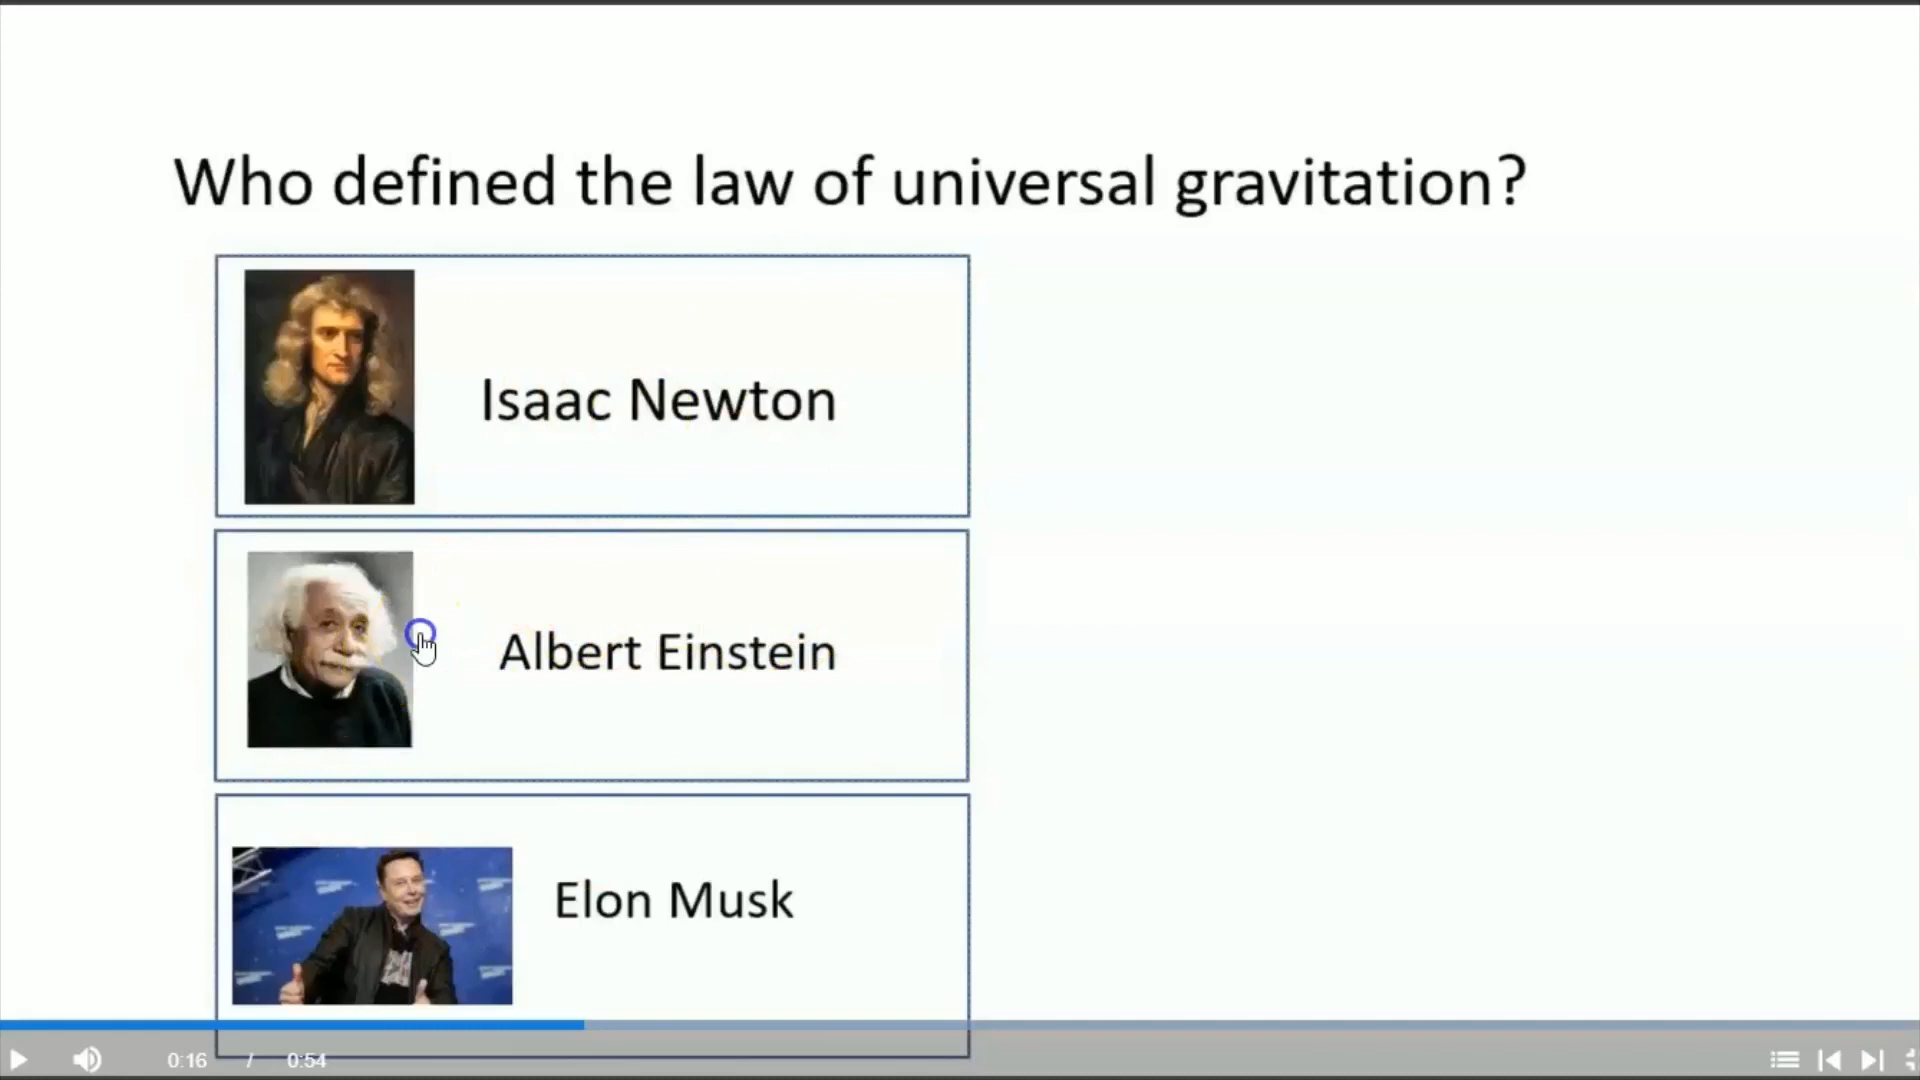 Who defined the law of universal gravitation?
Isaac Newton
Albert Einstein
Elon Musk
0:16 / 0:54